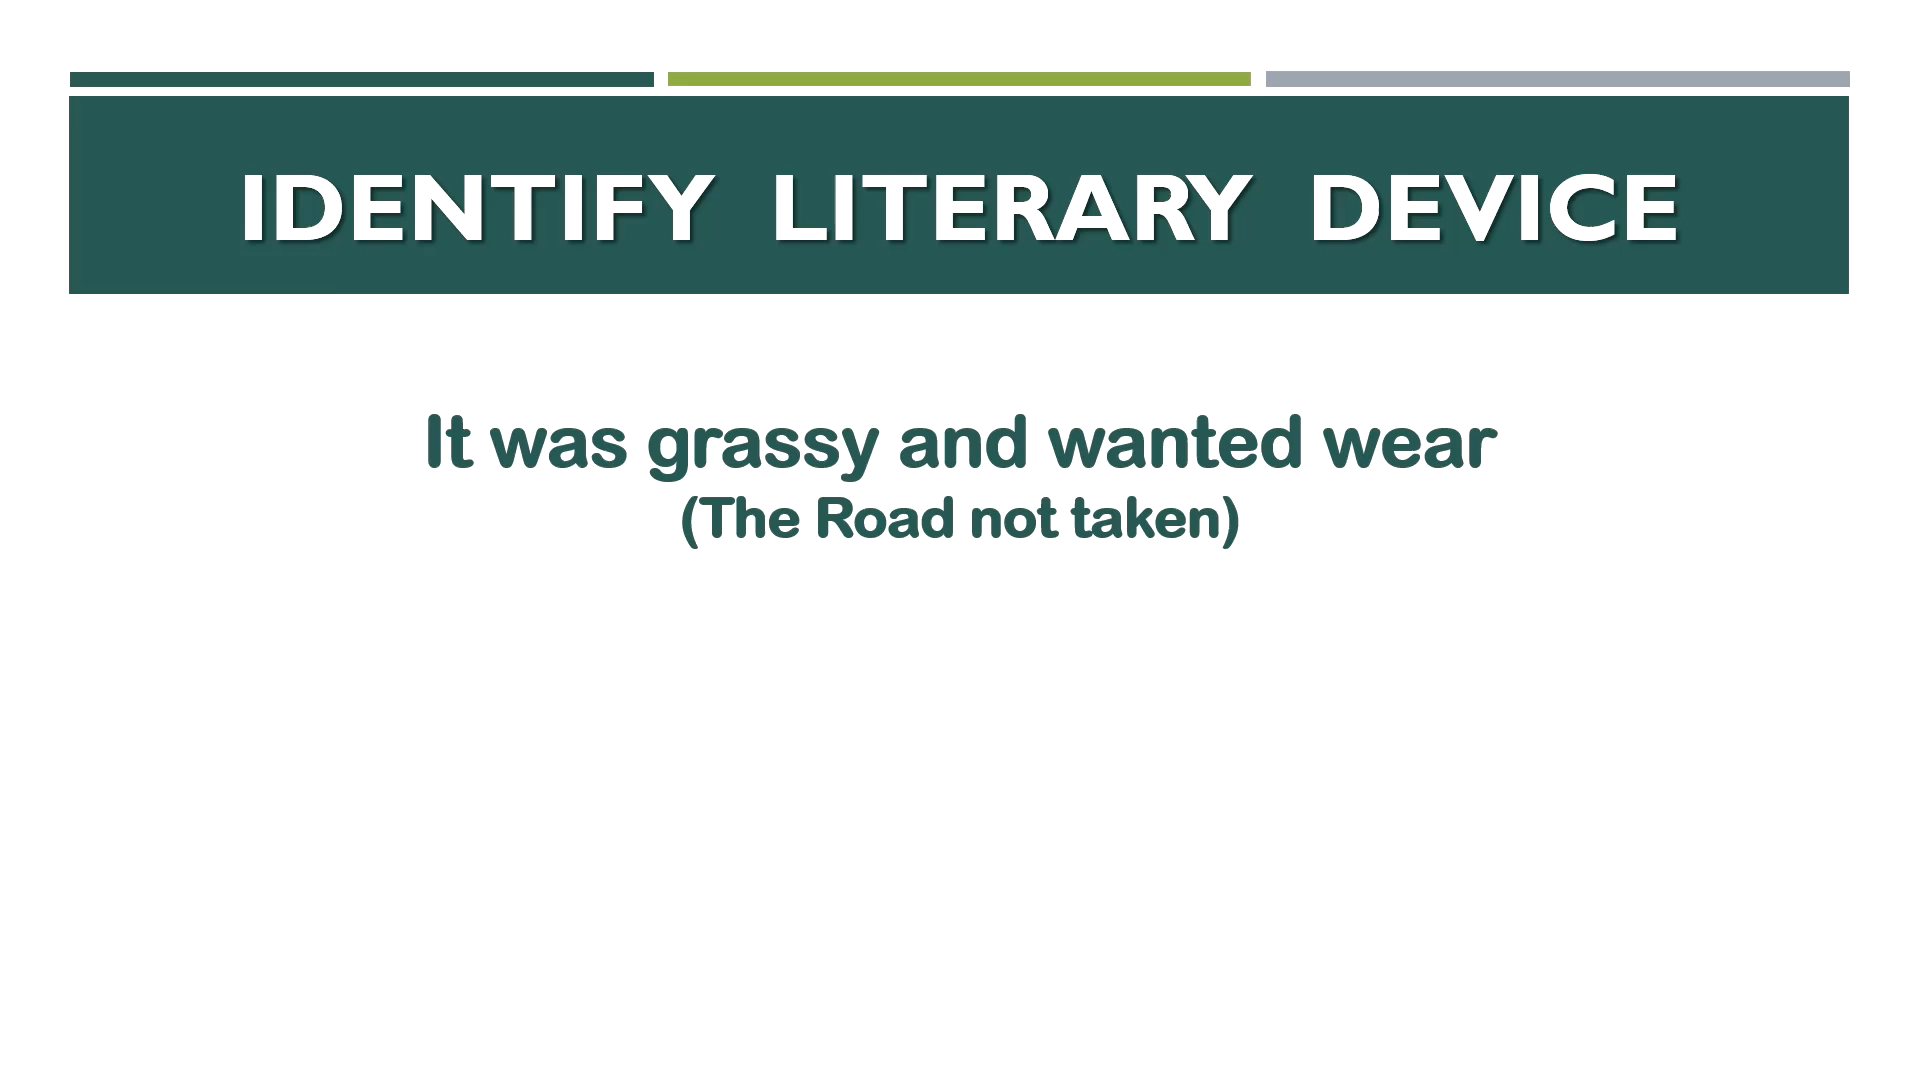 IDENTIFY LITERARY DEVICE
It was grassy and wanted wear
(The Road not taken)